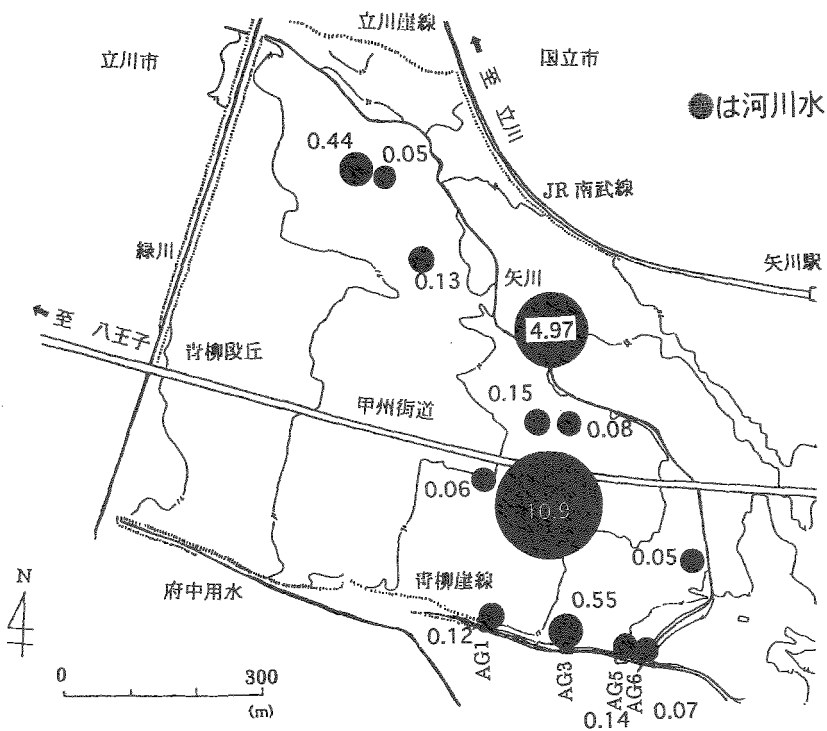 立川崖線
立川市
国立市
至 立川
●は河川水
0.44
0.05
JR 南武線
緑川
0.13
矢川
矢川駅
至 八王子
4.97
青柳段丘
甲州街道
0.15
0.08
0.06
10.9
0.05
青柳崖線
府中用水
N
0.55
0.12
AG1
AG3
AG5
AG6
0.14
0.07
0
300
(m)